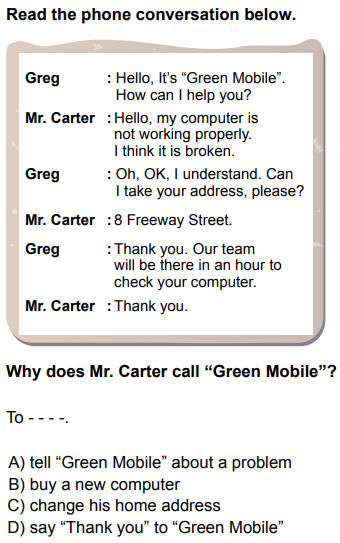 Read the phone conversation below.
Greg : Hello, It's “Green Mobile”.
How can I help you?
Mr. Carter : Hello, my computer is
not working properly.
I think it is broken.
Greg : Oh, OK, I understand. Can
I take your address, please?
Mr. Carter : 8 Freeway Street.
Greg : Thank you. Our team
will be there in an hour to
check your computer.
Mr. Carter : Thank you.
Why does Mr. Carter call “Green Mobile”?
To - - - -.
A) tell “Green Mobile” about a problem
B) buy a new computer
C) change his home address
D) say “Thank you” to “Green Mobile”